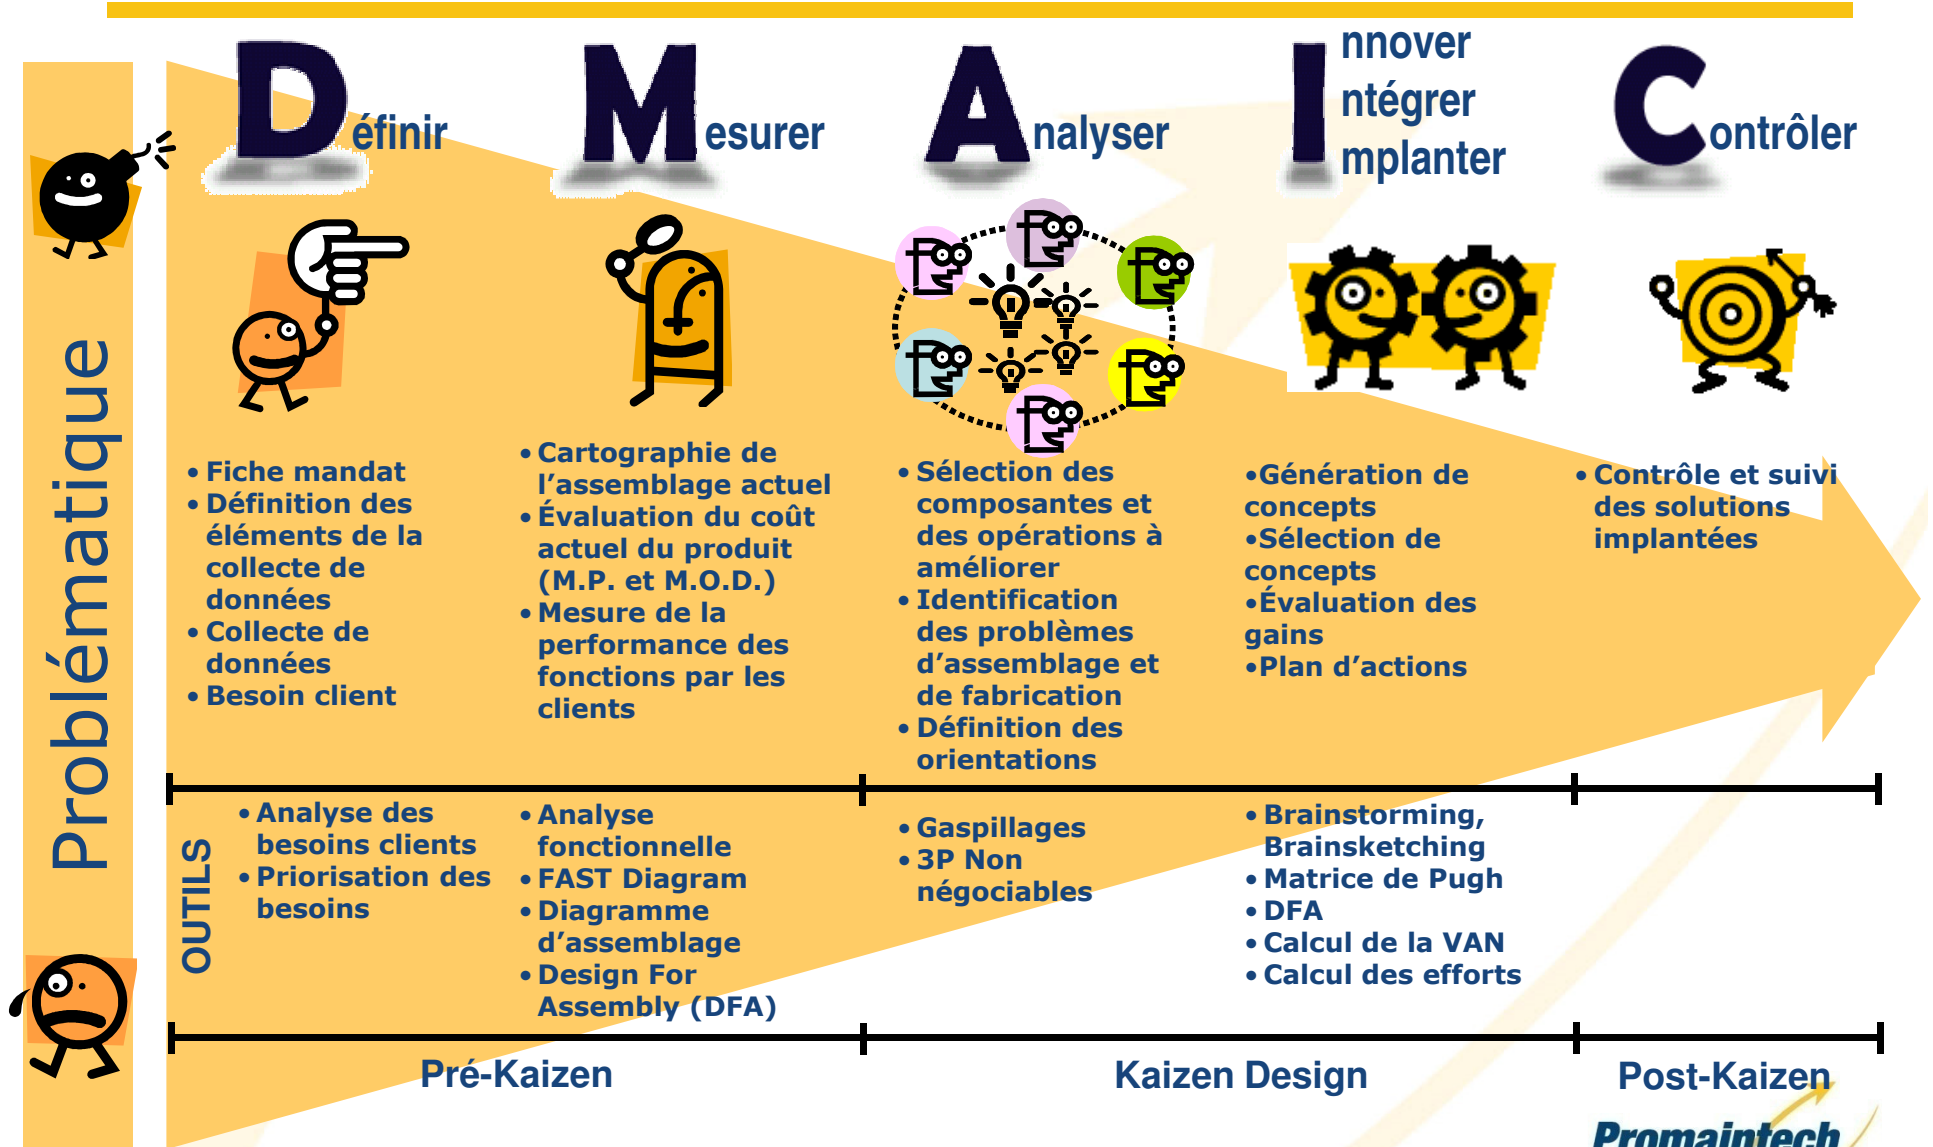 Problématique
Définir
Mesurer
Analyser
Innover
ntégrer
mplanter
Contrôler
• Fiche mandat
• Définition des
éléments de la
collecte de
données
• Collecte de
données
• Besoin client
• Cartographie de
l’assemblage actuel
• Évaluation du coût
actuel du produit
(M.P. et M.O.D.)
• Mesure de la
performance des
fonctions par les
clients
• Sélection des
composantes et
des opérations à
améliorer
• Identification
des problèmes
d’assemblage et
de fabrication
• Définition des
orientations
•Génération de
concepts
•Sélection de
concepts
•Évaluation des
gains
•Plan d’actions
• Contrôle et suivi
des solutions
implantées
OUTILS
• Analyse des
besoins clients
• Priorisation des
besoins
• Analyse
fonctionnelle
• FAST Diagram
• Diagramme
d’assemblage
• Design For
Assembly (DFA)
• Gaspillages
• 3P Non
négociables
• Brainstorming,
Brainsketching
• Matrice de Pugh
• DFA
• Calcul de la VAN
• Calcul des efforts
Pré-Kaizen
Kaizen Design
Post-Kaizen
Promaintech